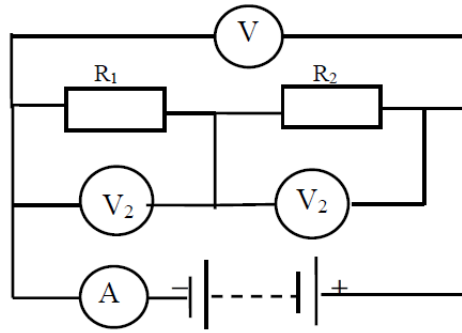 V
R₁ R₂
V₂ V₂
A − +